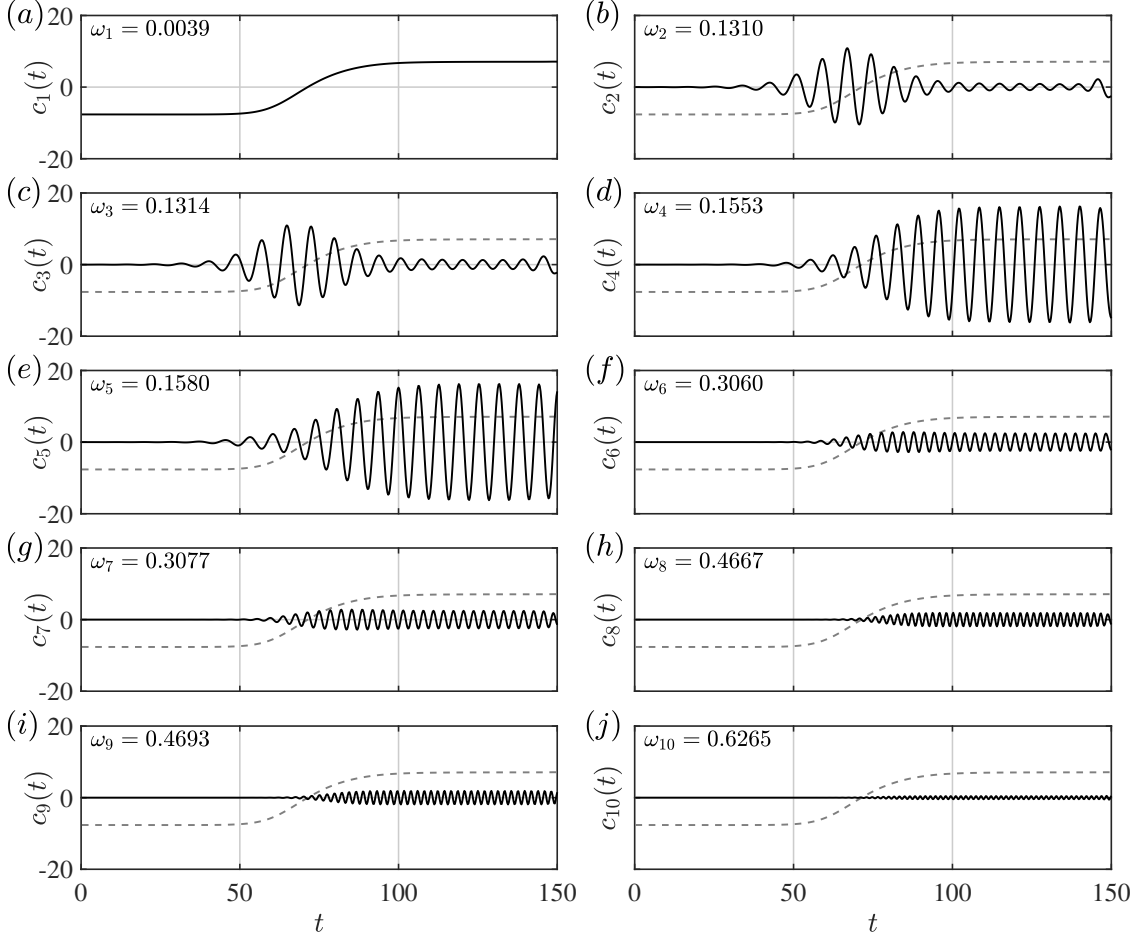 (a) 20 ω₁ = 0.0039
c₁(t) 0
-20
(b) ω₂ = 0.1310
c₂(t)
(c) 20 ω₃ = 0.1314
c₃(t) 0
-20
(d) ω₄ = 0.1553
c₄(t)
(e) 20 ω₅ = 0.1580
c₅(t) 0
-20
(f) ω₆ = 0.3060
c₆(t)
(g) 20 ω₇ = 0.3077
c₇(t) 0
-20
(h) ω₈ = 0.4667
c₈(t)
(i) 20 ω₉ = 0.4693
c₉(t) 0
-20
0 50 100 150
t
(j) ω₁₀ = 0.6265
c₁₀(t)
0 50 100 150
t